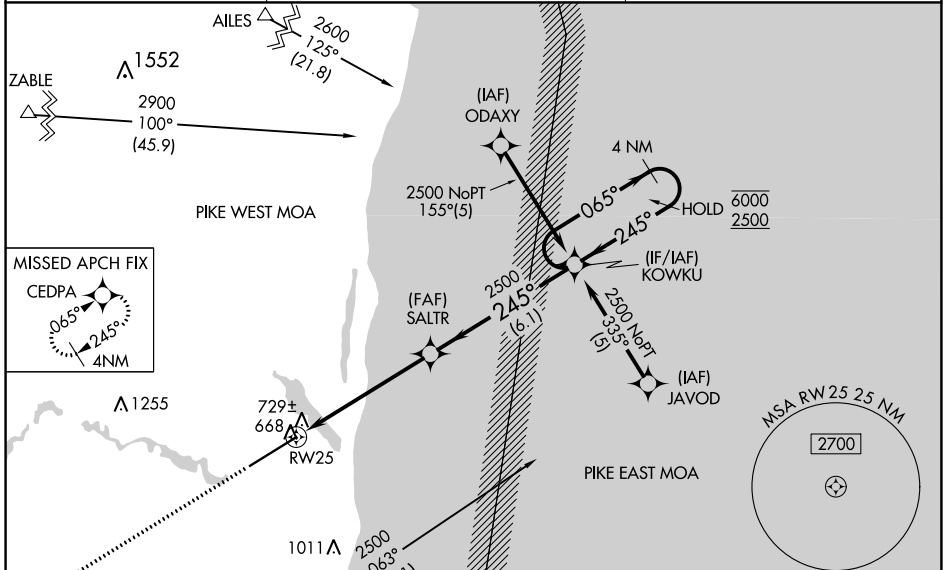 AILES
2600
125°
(21.8)
1552
ZABLE
2900
100°
(45.9)
(IAF)
ODAXY
4 NM
2500 NoPT
155°(5)
065°
HOLD
6000
2500
245°
PIKE WEST MOA
(IF/IAF)
KOWKU
MISSED APCH FIX
CEDPA
065°
245°
4NM
2500
245°
(6.1)
(FAF)
SALTR
2500 NoPT
335°
(5)
(IAF)
JAVOD
1255
729±
668
RW25
MSA RW25 25 NM
2700
PIKE EAST MOA
1011
2500
063°